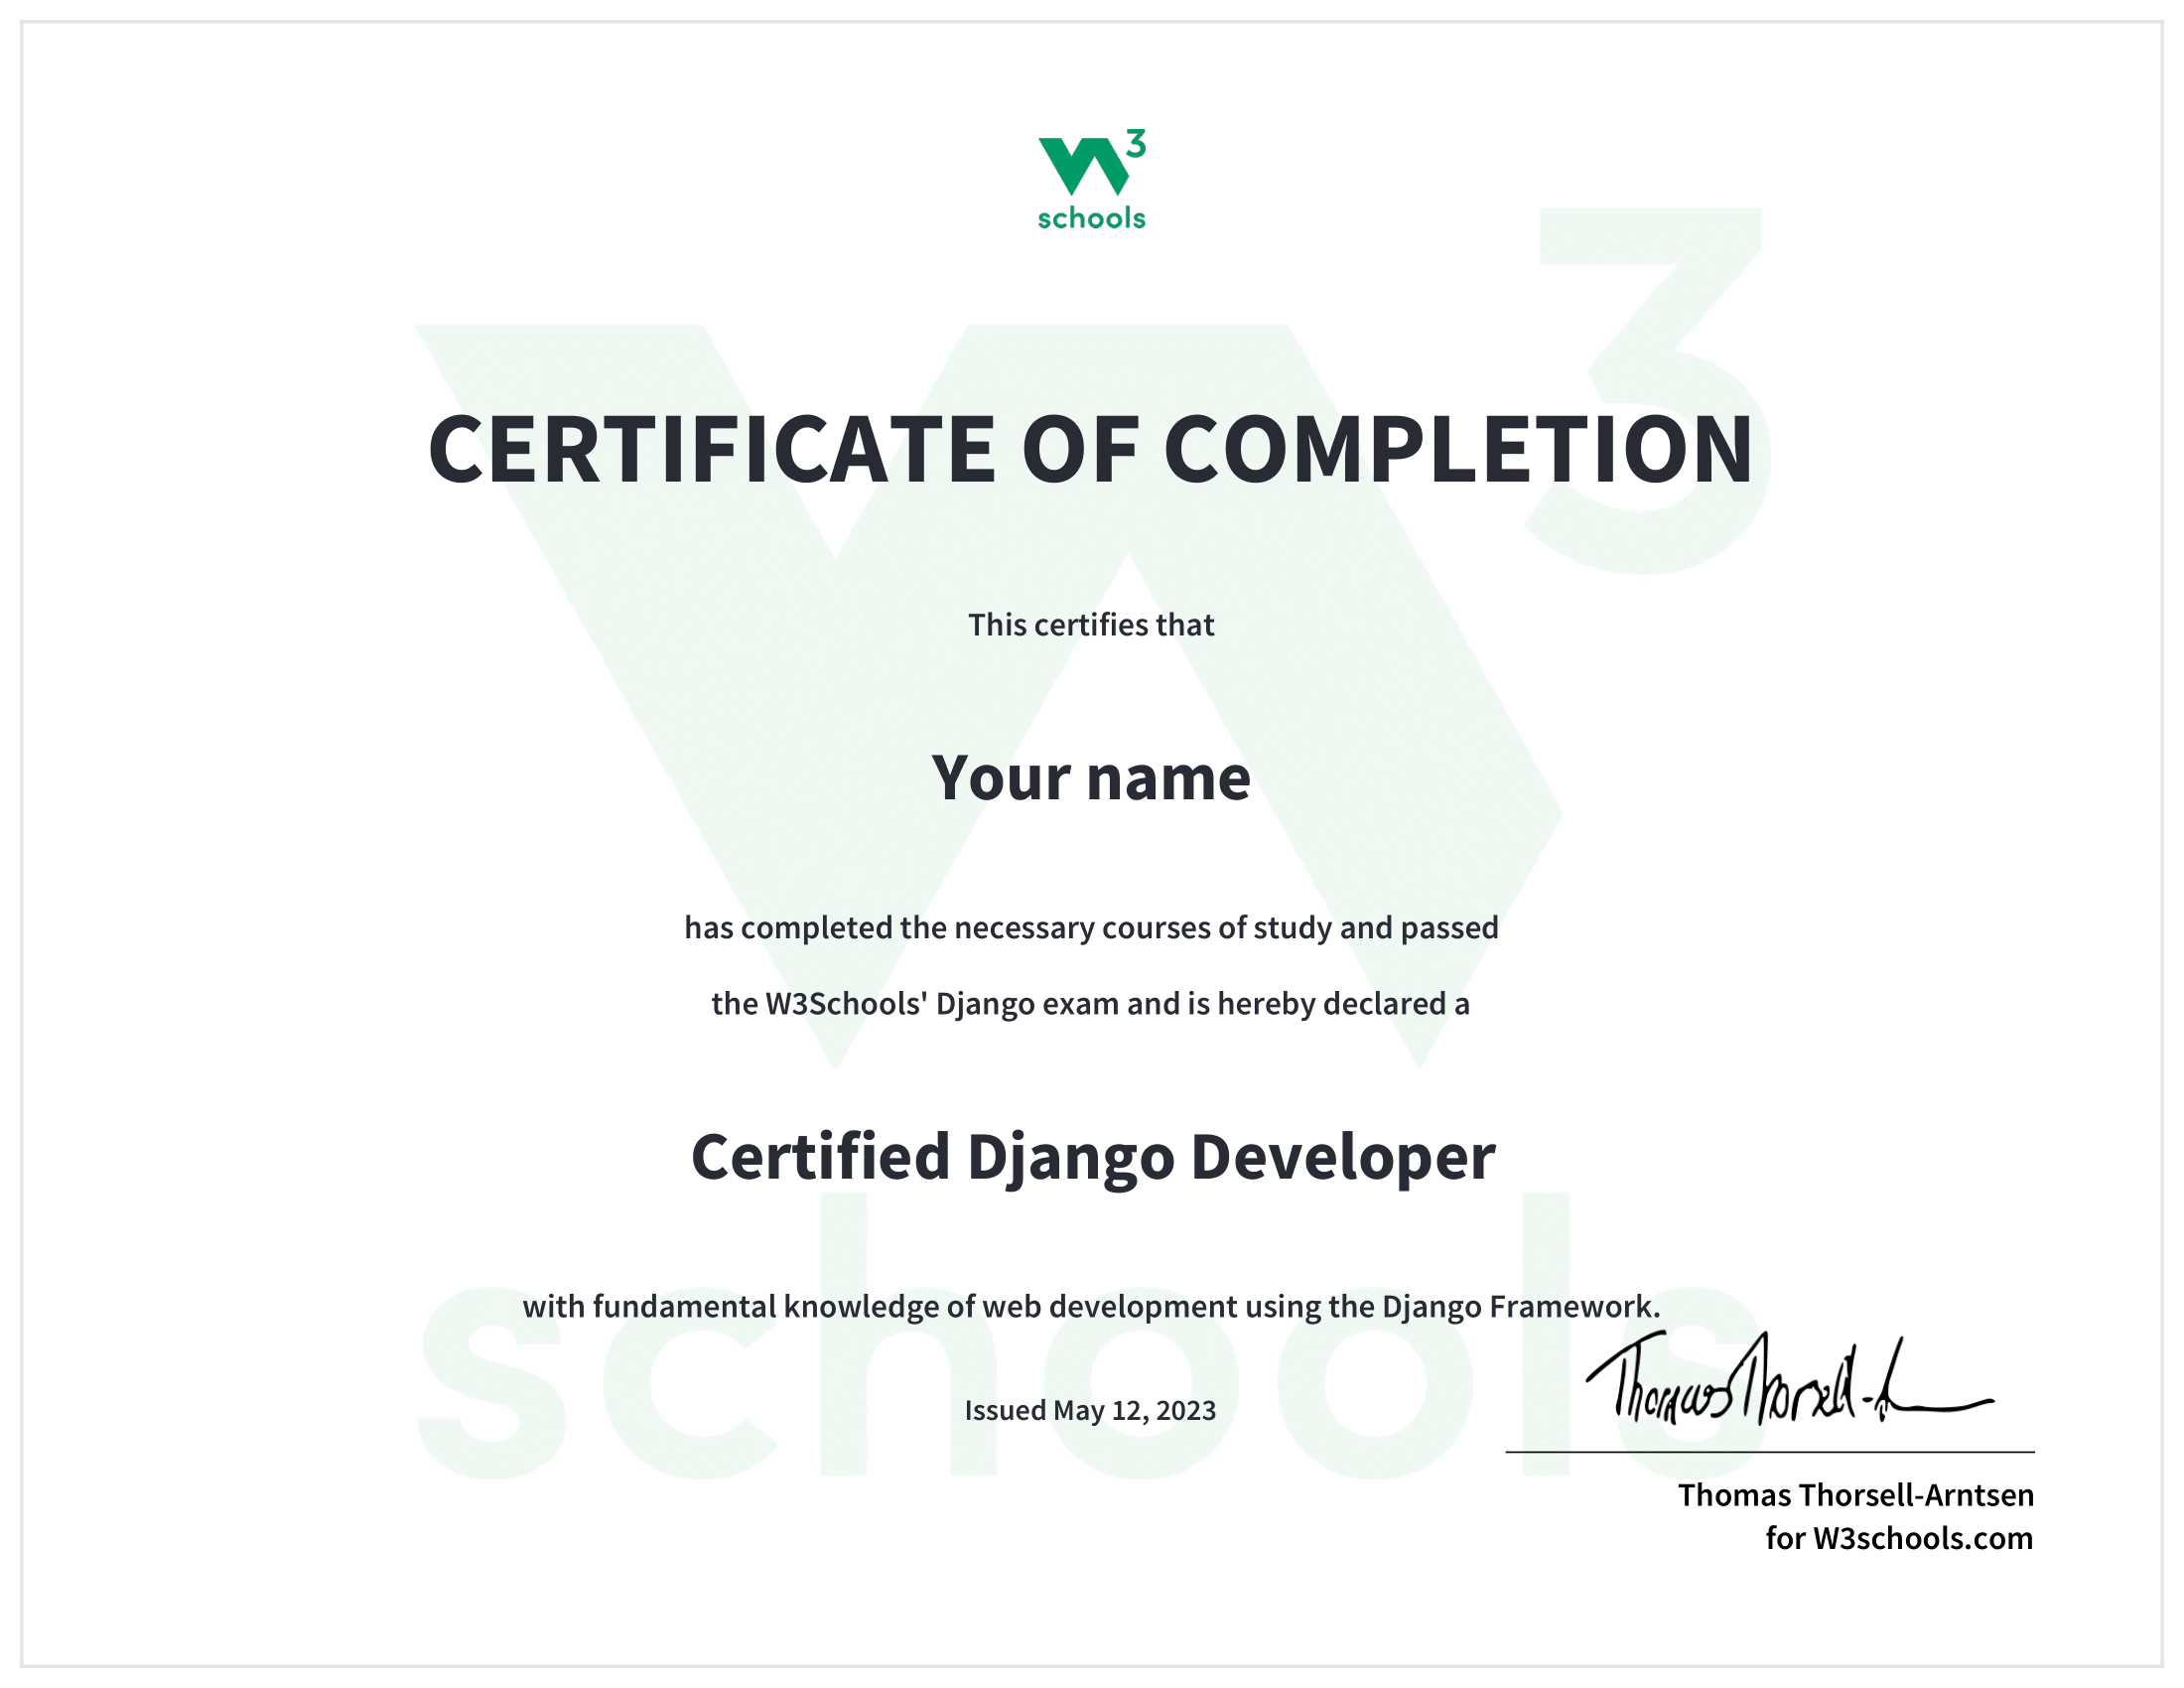 W3
schools
CERTIFICATE OF COMPLETION
This certifies that
Your name
has completed the necessary courses of study and passed
the W3Schools' Django exam and is hereby declared a
Certified Django Developer
with fundamental knowledge of web development using the Django Framework.
Issued May 12, 2023
Thomas Thorsell-A
Thomas Thorsell-Arntsen
for W3schools.com
W3
schools